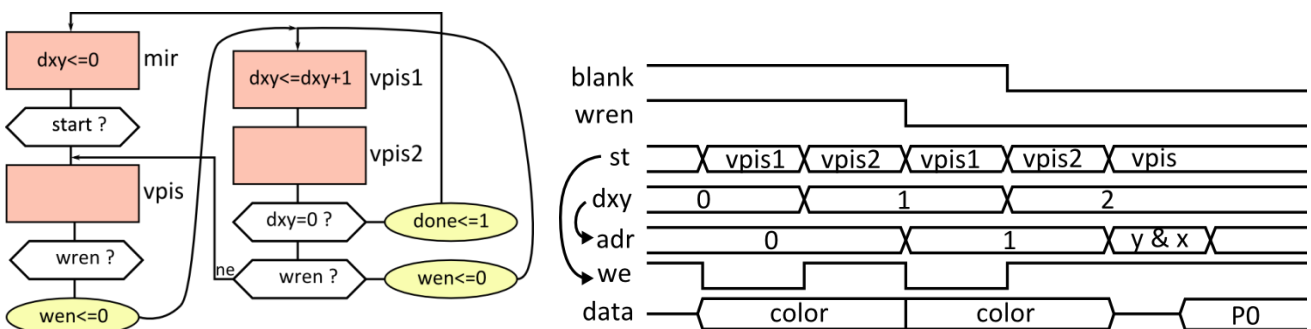 dxy<=0
mir
start ?
vpis
wren ?
wen<=0
dxy<=dxy+1
vpis1
vpis2
dxy=0 ?
done<=1
ne
wren ?
wen<=0
blank
wren
st
vpis1 vpis2 vpis1 vpis2 vpis
dxy
0 1 2
adr
0 1 y & x
we
data
color color P0